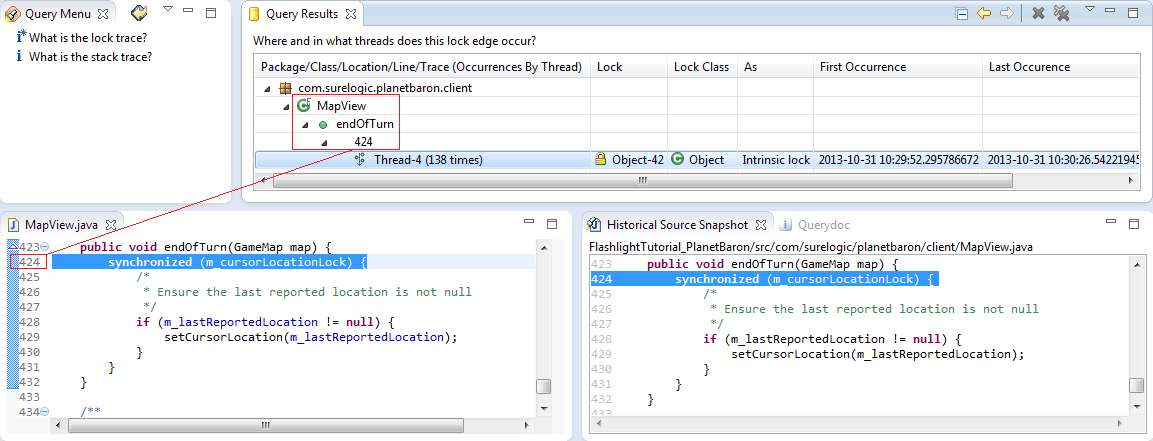 Query Menu
What is the lock trace?
What is the stack trace?
Query Results
Where and in what threads does this lock edge occur?
Package/Class/Location/Line/Trace (Occurrences By Thread) Lock Lock Class As First Occurrence Last Occurrence
com.surelogic.planetbaron.client
MapView
endOfTurn
424
Thread-4 (138 times) Object-42 Object Intrinsic lock 2013-10-31 10:29:52.295786672 2013-10-31 10:30:26.54221945
MapView.java
423 public void endOfTurn(GameMap map) {
424 synchronized (m_cursorLocationLock) {
425 /*
426 * Ensure the last reported location is not null
427 */
428 if (m_lastReportedLocation != null) {
429 setCursorLocation(m_lastReportedLocation);
430 }
431 }
432 }
433
434 /**
Historical Source Snapshot Querydoc
FlashlightTutorial_PlanetBaron/src/com/surelogic/planetbaron/client/MapView.java
423 public void endOfTurn(GameMap map) {
424 synchronized (m_cursorLocationLock) {
425 /*
426 * Ensure the last reported location is not null
427 */
428 if (m_lastReportedLocation != null) {
429 setCursorLocation(m_lastReportedLocation);
430 }
431 }
432 }
433